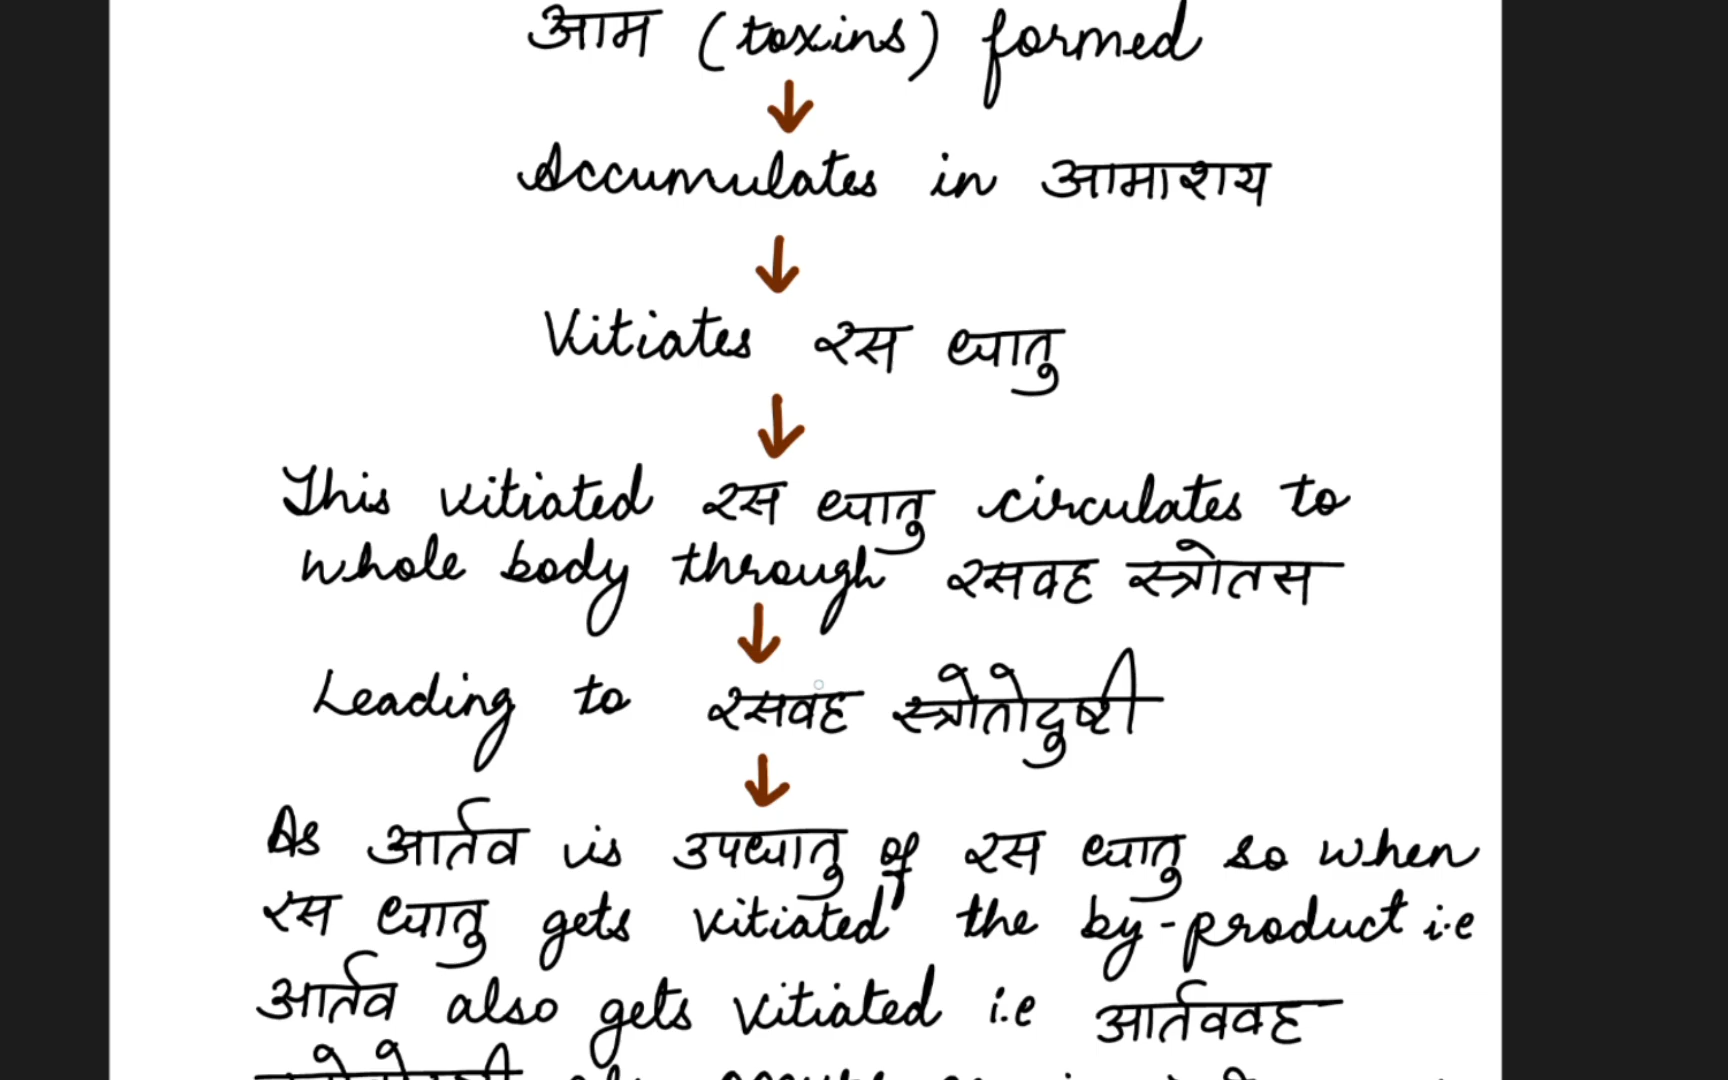 आम (toxins) formed
↓
Accumulates in आमाशय
↓
Vitiates रस धातु
↓
This vitiated रस धातु circulates to
whole body through रसवह स्त्रोतस
↓
Leading to रसवह स्त्रोतोदुष्टी
↓
As आर्तव is उपधातु of रस धातु so when
रस धातु gets vitiated the by-product i.e
आर्तव also gets vitiated i.e आर्तववह